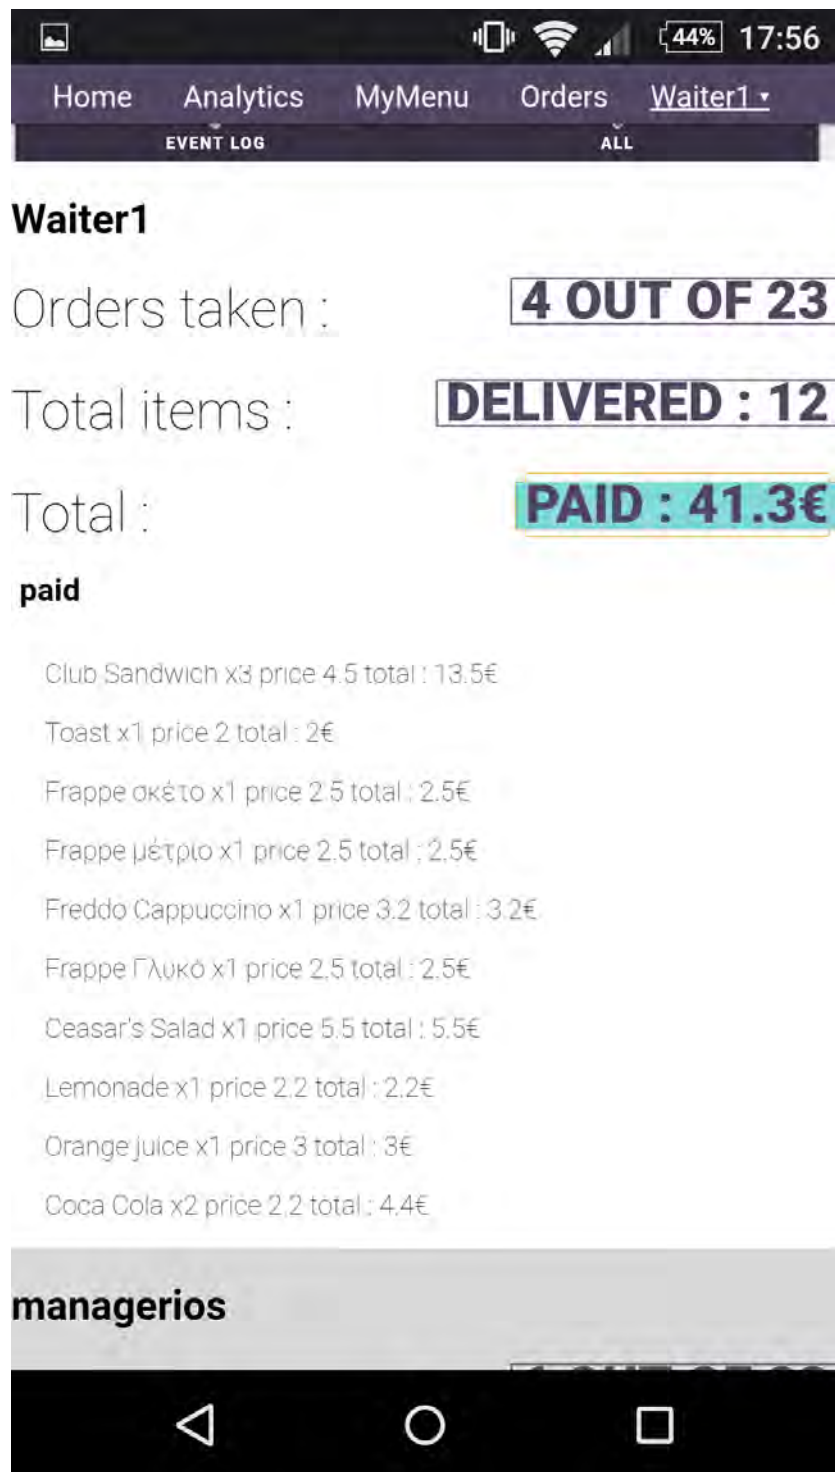 44% 17:56
Home Analytics MyMenu Orders Waiter1
EVENT LOG ALL
Waiter1
Orders taken : 4 OUT OF 23
Total items : DELIVERED : 12
Total : PAID : 41.3€
paid
Club Sandwich x3 price 4.5 total : 13.5€
Toast x1 price 2 total : 2€
Frappe σκέτο x1 price 2.5 total : 2.5€
Frappe μέτριο x1 price 2.5 total : 2.5€
Freddo Cappuccino x1 price 3.2 total : 3.2€
Frappe Γλυκό x1 price 2.5 total : 2.5€
Ceasar's Salad x1 price 5.5 total : 5.5€
Lemonade x1 price 2.2 total : 2.2€
Orange juice x1 price 3 total : 3€
Coca Cola x2 price 2.2 total : 4.4€
managerios